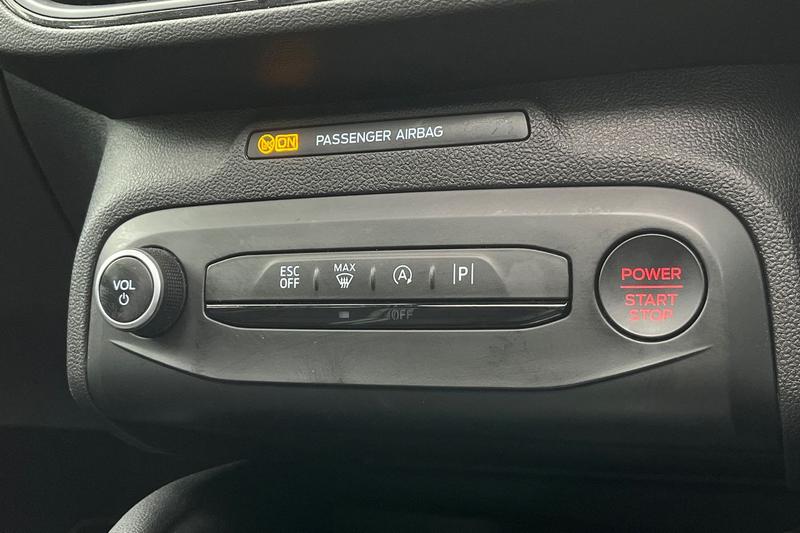 ON PASSENGER AIRBAG
VOL
ESC
OFF
MAX
A
P
OFF
POWER
START
STOP